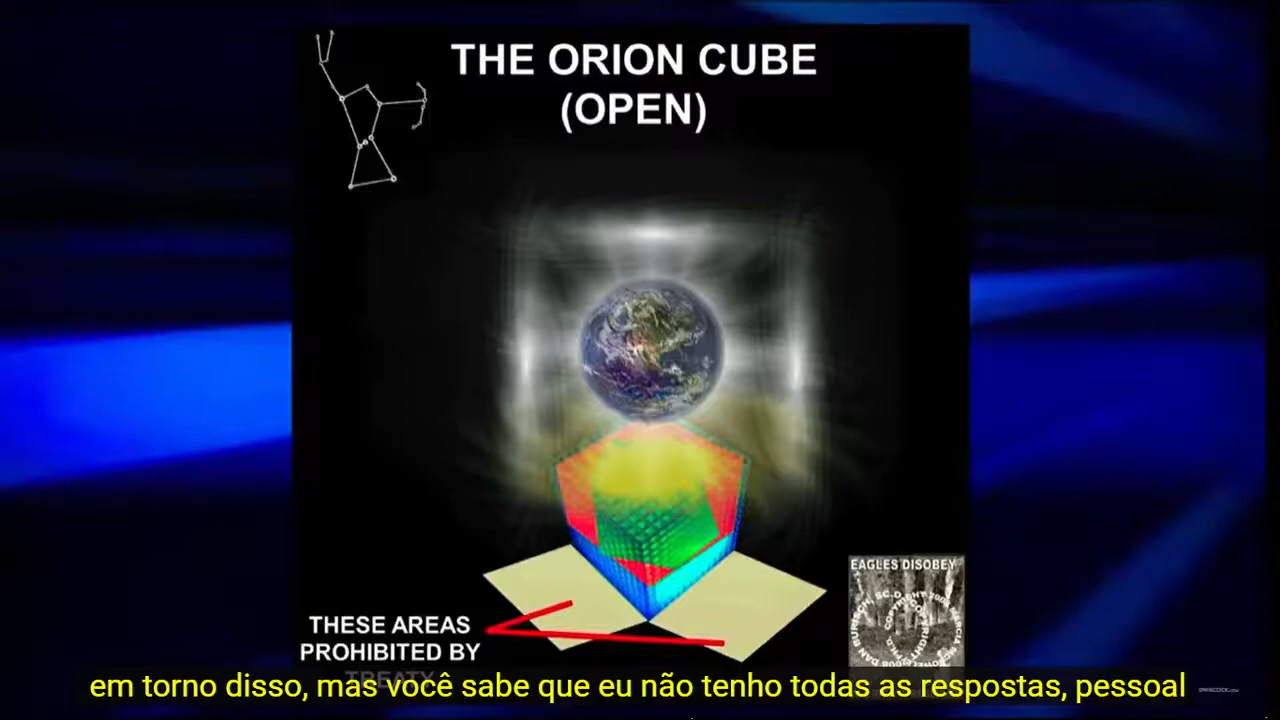 THE ORION CUBE
(OPEN)
EAGLES DISOBEY
THESE AREAS
PROHIBITED BY
TREATY
em torno disso, mas você sabe que eu não tenho todas as respostas, pessoal